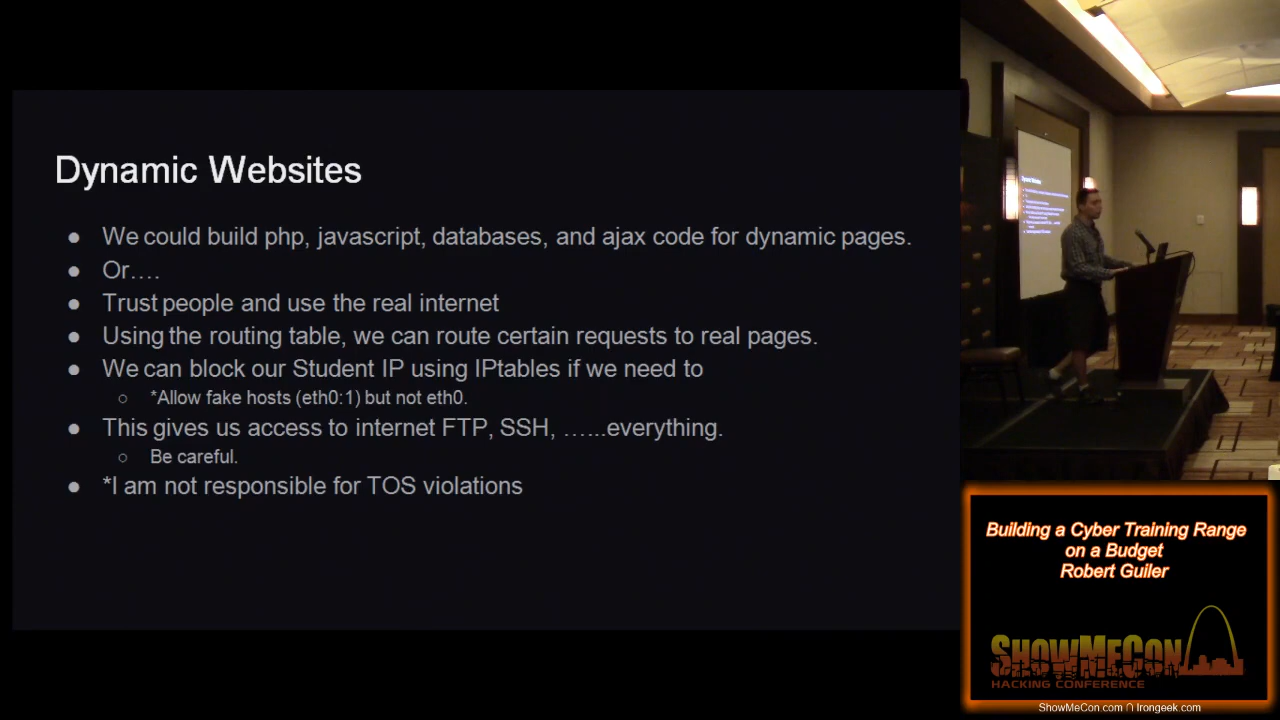 Dynamic Websites
● We could build php, javascript, databases, and ajax code for dynamic pages.
● Or….
● Trust people and use the real internet
● Using the routing table, we can route certain requests to real pages.
● We can block our Student IP using IPtables if we need to
○ *Allow fake hosts (eth0:1) but not eth0.
● This gives us access to internet FTP, SSH, …...everything.
○ Be careful.
● *I am not responsible for TOS violations
Dynamic Websites
Building a Cyber Training Range
on a Budget
Robert Guiler
SHOWMECON
HACKING CONFERENCE
ShowMeCon.com ∩ Irongeek.com